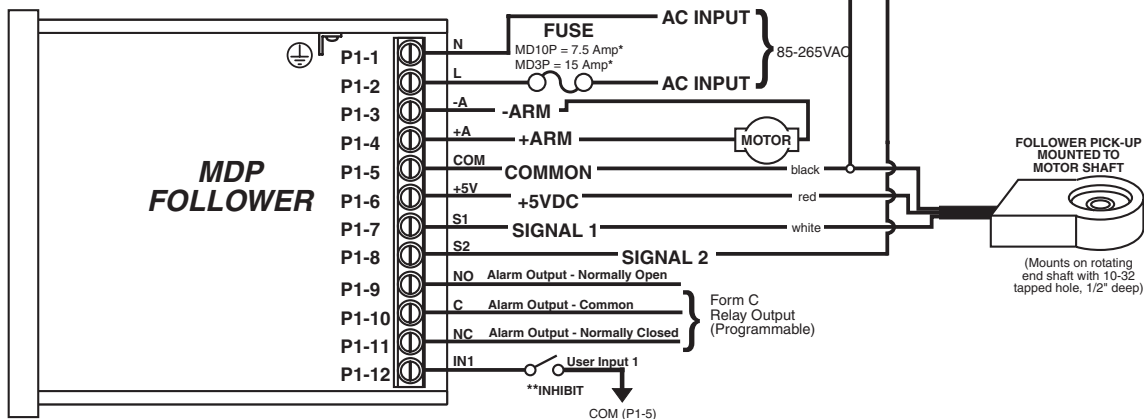 MDP
FOLLOWER
P1-1
P1-2
P1-3
P1-4
P1-5
P1-6
P1-7
P1-8
P1-9
P1-10
P1-11
P1-12
N
L
-A
+A
COM
+5V
S1
S2
NO
C
NC
IN1
AC INPUT
FUSE
MD10P = 7.5 Amp*
MD3P = 15 Amp*
AC INPUT
85-265VAC
-ARM
+ARM
MOTOR
COMMON
black
+5VDC
red
SIGNAL 1
white
SIGNAL 2
Alarm Output - Normally Open
Alarm Output - Common
Alarm Output - Normally Closed
Form C
Relay Output
(Programmable)
User Input 1
**INHIBIT
COM (P1-5)
FOLLOWER PICK-UP
MOUNTED TO
MOTOR SHAFT
(Mounts on rotating
end shaft with 10-32
tapped hole, 1/2" deep)